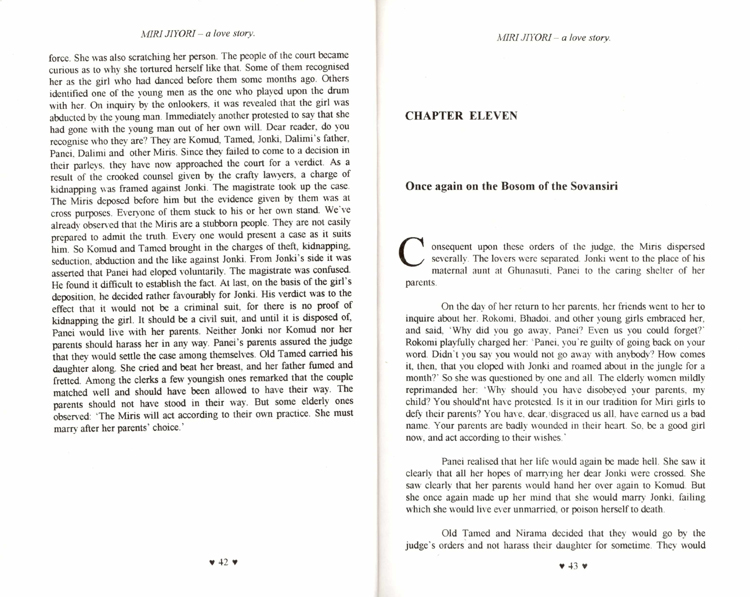 MIRI JIYORI – a love story.
force. She was also scratching her person. The people of the court became
curious as to why she tortured herself like that. Some of them recognised
her as the girl who had danced before them some months ago. Others
identified one of the young men as the one who played upon the drum
with her. On inquiry by the onlookers, it was revealed that the girl was
abducted by the young man. Immediately another protested to say that she
had gone with the young man out of her own will. Dear reader, do you
recognise who they are? They are Komud, Tamed, Jonki, Dalimi's father,
Panei, Dalimi and other Miris. Since they failed to come to a decision in
their parleys, they have now approached the court for a verdict. As a
result of the crooked counsel given by the crafty lawyers, a charge of
kidnapping was framed against Jonki. The magistrate took up the case.
The Miris deposed before him but the evidence given by them was at
cross purposes. Everyone of them stuck to his or her own stand. We've
already observed that the Miris are a stubborn people. They are not easily
prepared to admit the truth. Every one would present a case as it suits
him. So Komud and Tamed brought in the charges of theft, kidnapping,
seduction, abduction and the like against Jonki. From Jonki's side it was
asserted that Panei had eloped voluntarily. The magistrate was confused.
He found it difficult to establish the fact. At last, on the basis of the girl's
deposition, he decided rather favourably for Jonki. His verdict was to the
effect that it would not be a criminal suit, for there is no proof of
kidnapping the girl. It should be a civil suit, and until it is disposed of,
Panei would live with her parents. Neither Jonki nor Komud nor her
parents should harass her in any way. Panei's parents assured the judge
that they would settle the case among themselves. Old Tamed carried his
daughter along. She cried and beat her breast, and her father fumed and
fretted. Among the clerks a few youngish ones remarked that the couple
matched well and should have been allowed to have their way. The
parents should not have stood in their way. But some elderly ones
observed: 'The Miris will act according to their own practice. She must
marry after her parents' choice.'
♥ 42 ♥
MIRI JIYORI – a love story.
CHAPTER ELEVEN
Once again on the Bosom of the Sovansiri
Consequent upon these orders of the judge, the Miris dispersed
severally. The lovers were separated. Jonki went to the place of his
maternal aunt at Ghunasuti, Panei to the caring shelter of her
parents.
On the day of her return to her parents, her friends went to her to
inquire about her. Rokomi, Bhadoi, and other young girls embraced her,
and said, 'Why did you go away, Panei? Even us you could forget?'
Rokomi playfully charged her: 'Panei, you're guilty of going back on your
word. Didn't you say you would not go away with anybody? How comes
it, then, that you eloped with Jonki and roamed about in the jungle for a
month?' So she was questioned by one and all. The elderly women mildly
reprimanded her: 'Why should you have disobeyed your parents, my
child? You should'nt have protested. Is it in our tradition for Miri girls to
defy their parents? You have, dear, disgraced us all, have earned us a bad
name. Your parents are badly wounded in their heart. So, be a good girl
now, and act according to their wishes.'
Panei realised that her life would again be made hell. She saw it
clearly that all her hopes of marrying her dear Jonki were crossed. She
saw clearly that her parents would hand her over again to Komud. But
she once again made up her mind that she would marry Jonki, failing
which she would live ever unmarried, or poison herself to death.
Old Tamed and Nirama decided that they would go by the
judge's orders and not harass their daughter for sometime. They would
♥ 43 ♥